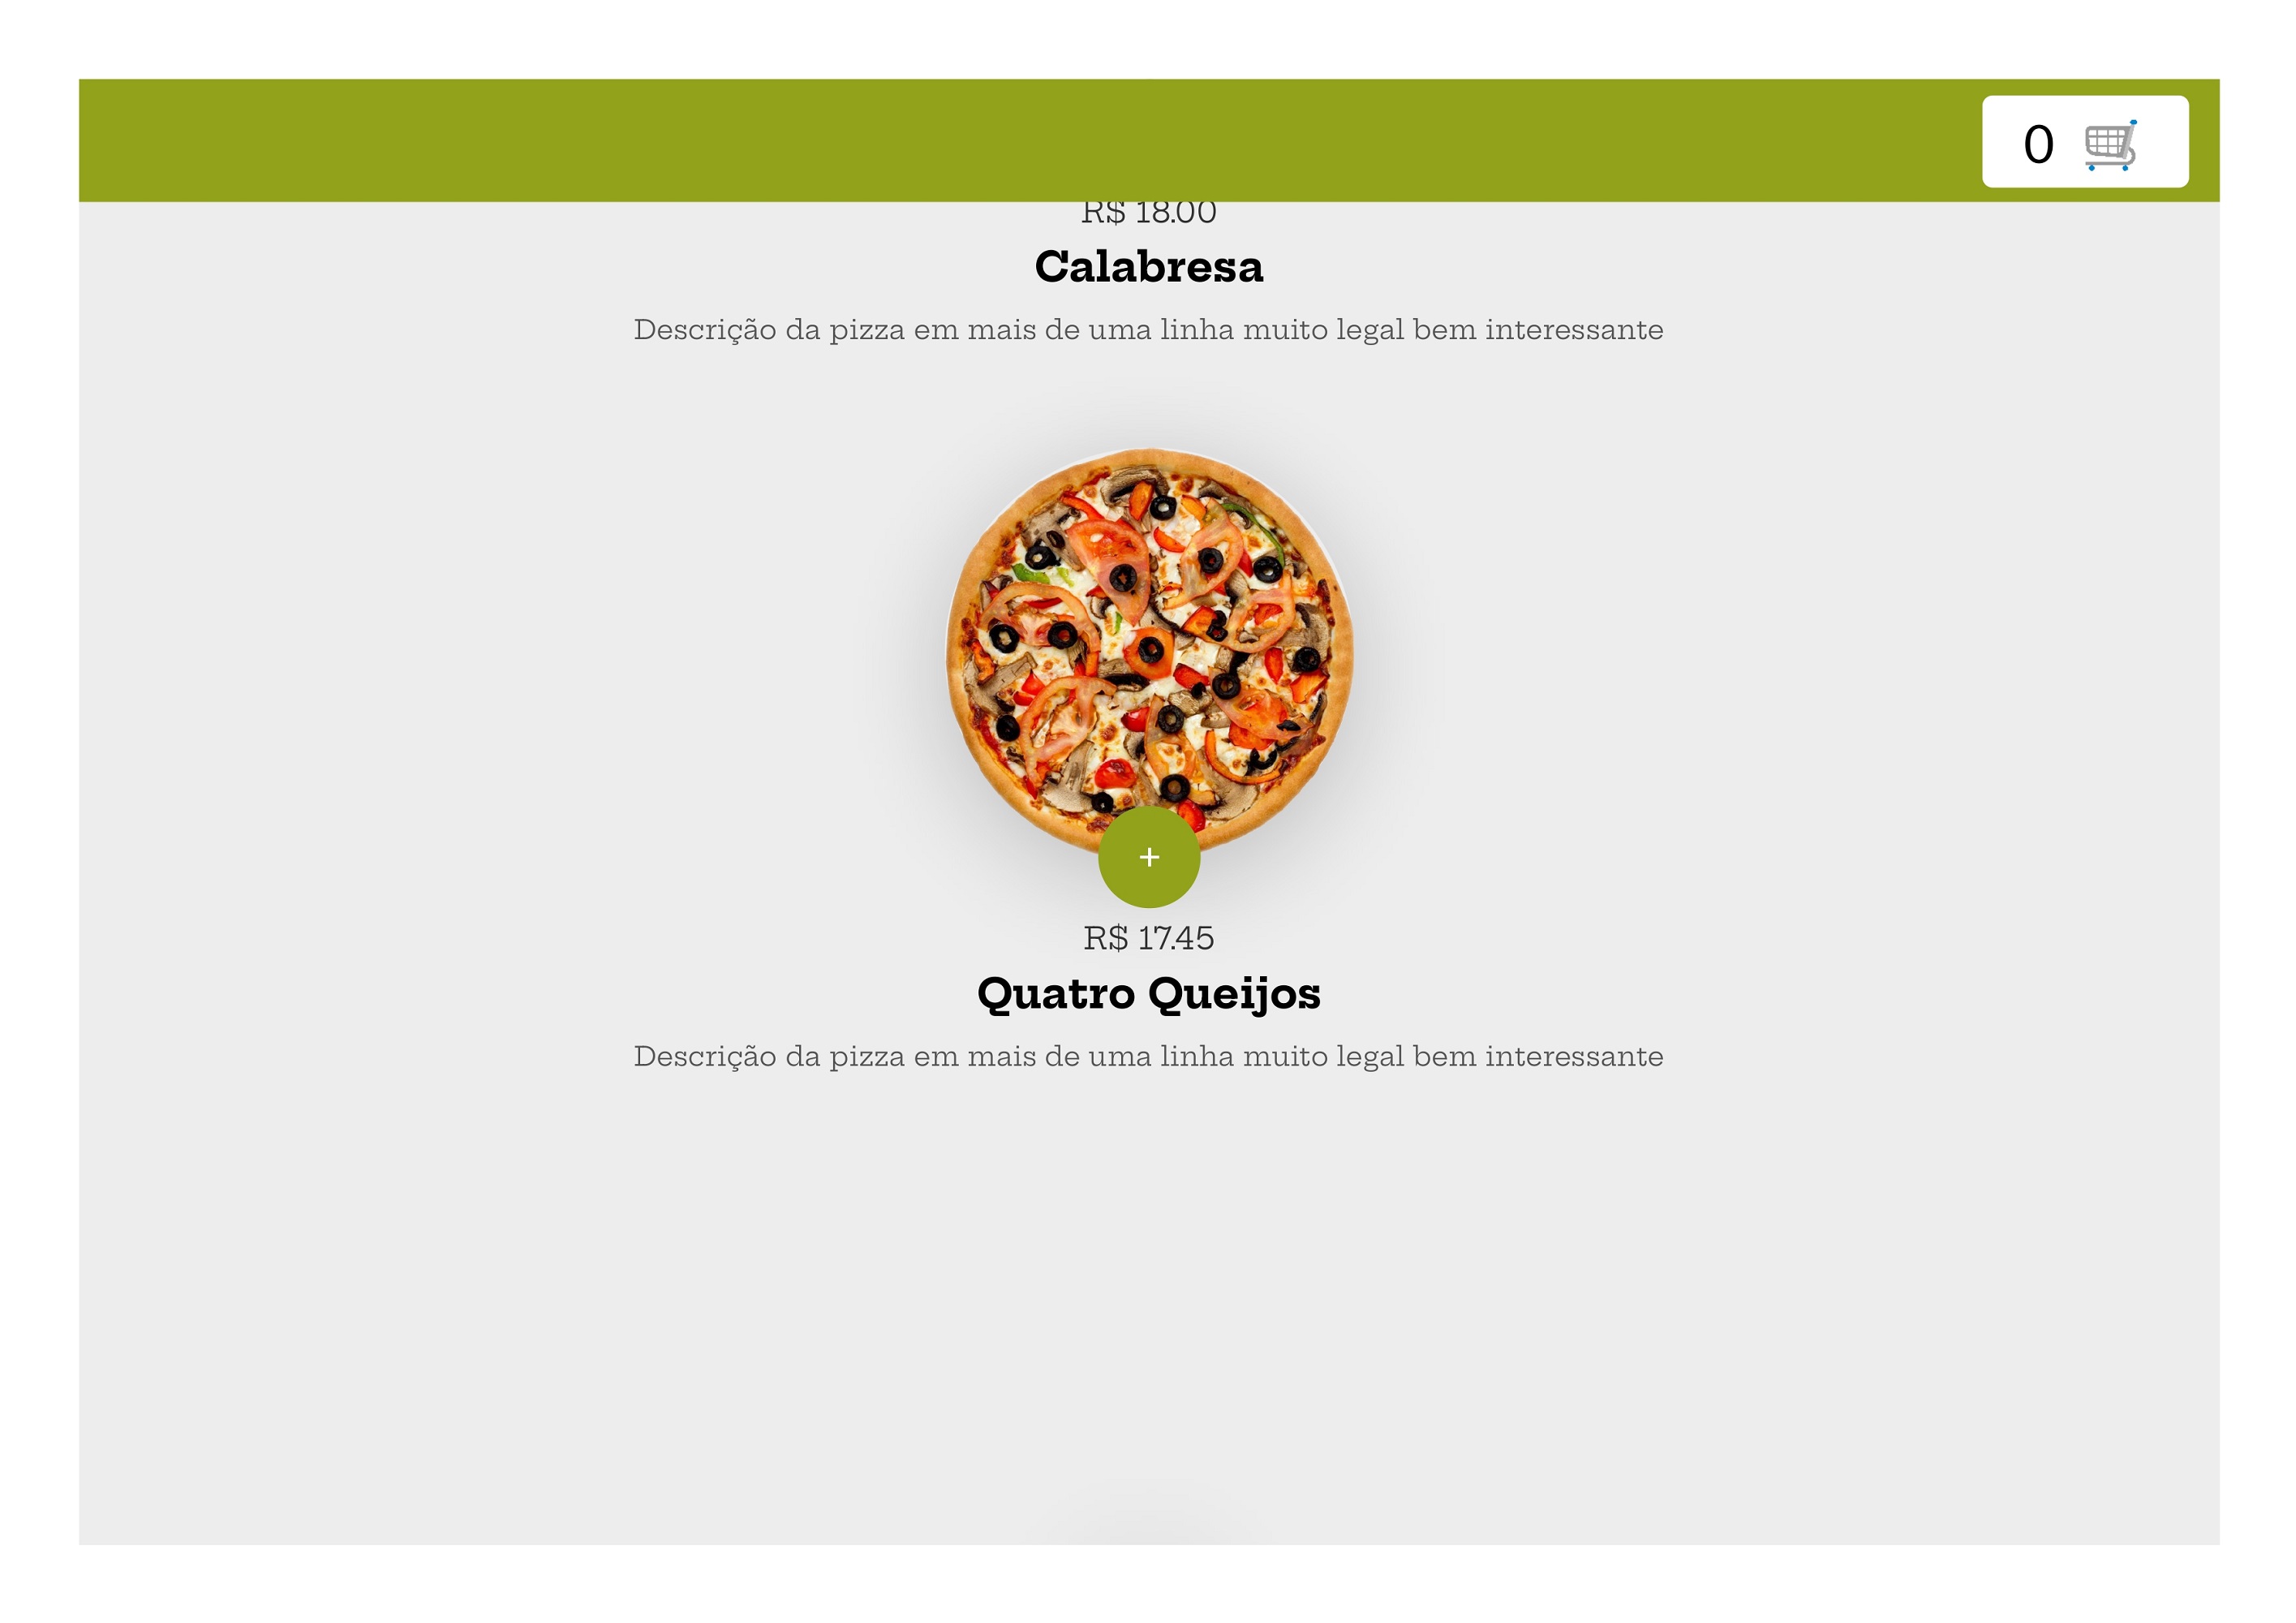 0
R$ 18.00
Calabresa
Descrição da pizza em mais de uma linha muito legal bem interessante
+
R$ 17.45
Quatro Queijos
Descrição da pizza em mais de uma linha muito legal bem interessante